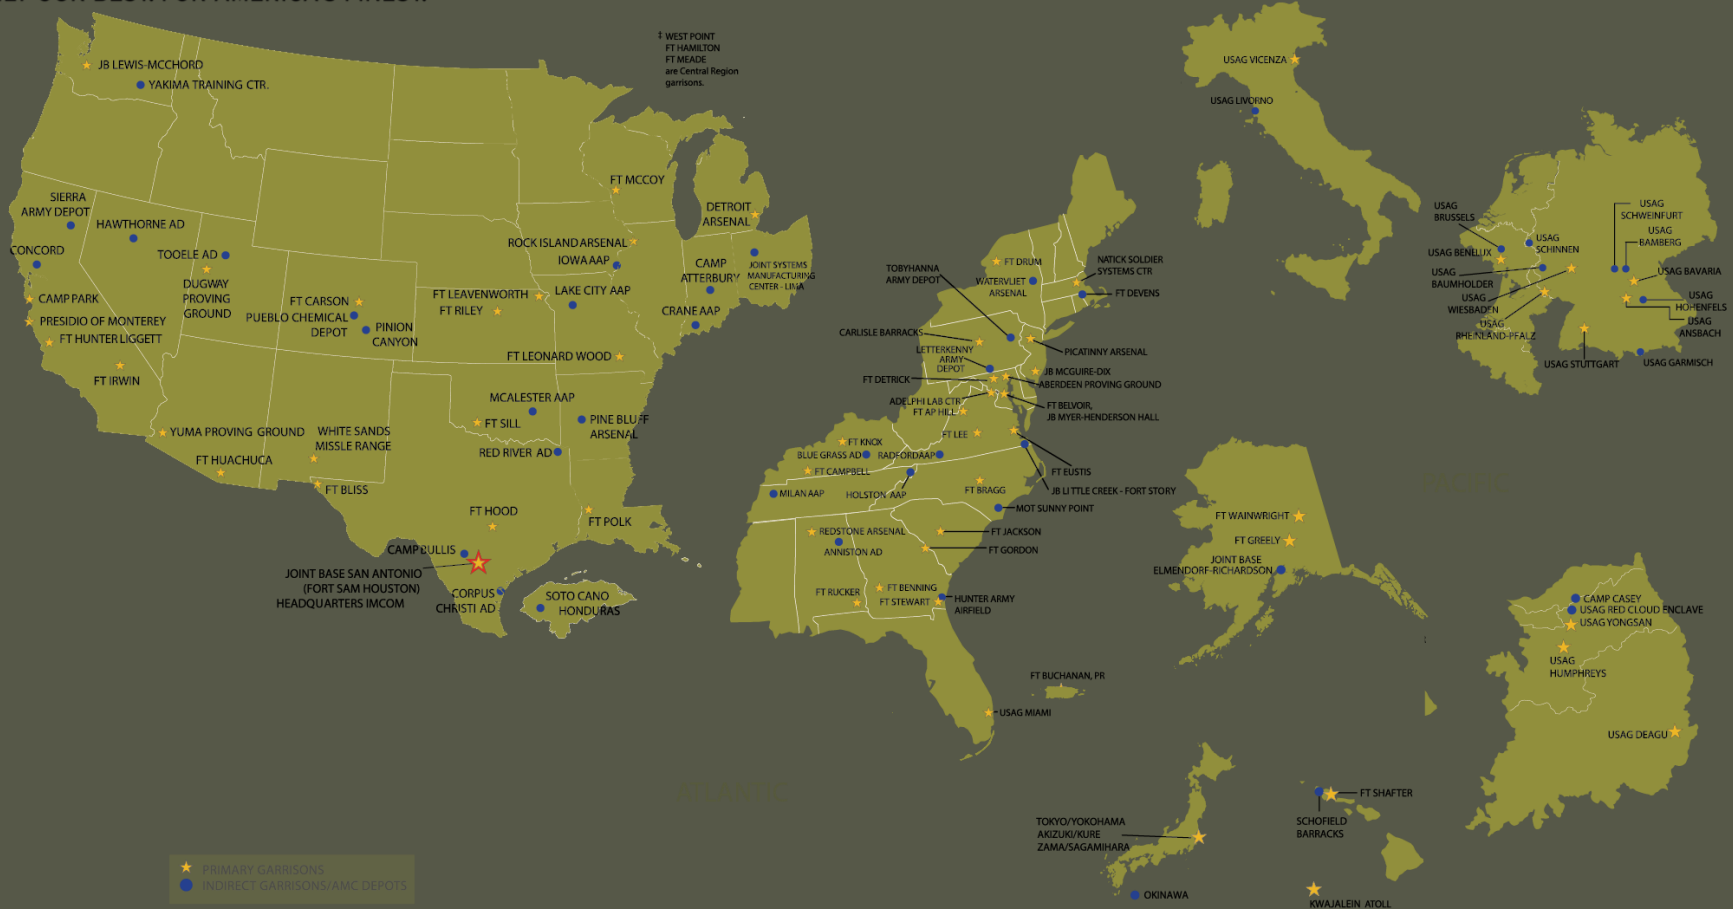 ‡ WEST POINT
FT HAMILTON
FT MEADE
are Central Region
garrisons.
JB LEWIS-MCCHORD
YAKIMA TRAINING CTR.
SIERRA
ARMY DEPOT
HAWTHORNE AD
CONCORD
TOOELE AD
DUGWAY
PROVING
GROUND
CAMP PARK
PRESIDIO OF MONTEREY
FT HUNTER LIGGETT
FT IRWIN
FT CARSON
PUEBLO CHEMICAL
DEPOT
PINION
CANYON
YUMA PROVING GROUND
WHITE SANDS
MISSLE RANGE
FT HUACHUCA
FT BLISS
FT MCCOY
DETROIT
ARSENAL
ROCK ISLAND ARSENAL
IOWA AAP
CAMP
ATTERBURY
JOINT SYSTEMS
MANUFACTURING
CENTER - LIMA
FT LEAVENWORTH
FT RILEY
LAKE CITY AAP
CRANE AAP
FT LEONARD WOOD
MCALESTER AAP
FT SILL
PINE BLUFF
ARSENAL
RED RIVER AD
FT HOOD
FT POLK
CAMP BULLIS
JOINT BASE SAN ANTONIO
(FORT SAM HOUSTON)
HEADQUARTERS IMCOM
CORPUS
CHRISTI AD
SOTO CANO
HONDURAS
FT DRUM
NATICK SOLDIER
SYSTEMS CTR
TOBYHANNA
ARMY DEPOT
WATERVLIET
ARSENAL
FT DEVENS
CARLISLE BARRACKS
LETTERKENNY
ARMY
DEPOT
PICATINNY ARSENAL
FT DETRICK
JB MCGUIRE-DIX
ABERDEEN PROVING GROUND
ADELPHI LAB CTR
FT AP HILL
FT BELVOIR,
JB MYER-HENDERSON HALL
FT KNOX
FT LEE
BLUE GRASS AD
RADFORDAAP
FT CAMPBELL
FT EUSTIS
MILAN AAP
HOLSTON AAP
FT BRAGG
JB LITTLE CREEK - FORT STORY
MOT SUNNY POINT
REDSTONE ARSENAL
ANNISTON AD
FT JACKSON
FT GORDON
FT RUCKER
FT BENNING
FT STEWART
HUNTER ARMY
AIRFIELD
FT BUCHANAN, PR
USAG MIAMI
USAG VICENZA
USAG LIVORNO
USAG
BRUSSELS
USAG
SCHWEINFURT
USAG
BAMBERG
USAG
SCHINNEN
USAG BENELUX
USAG
BAUMHOLDER
USAG BAVARIA
USAG
WIESBADEN
USAG
HOHENFELS
USAG
RHEINLAND-PFALZ
USAG
ANSBACH
USAG STUTTGART
USAG GARMISCH
FT WAINWRIGHT
FT GREELY
JOINT BASE
ELMENDORF-RICHARDSON
CAMP CASEY
USAG RED CLOUD ENCLAVE
USAG YONGSAN
USAG
HUMPHREYS
USAG DEAGU
TOKYO/YOKOHAMA
AKIZUKI/KURE
ZAMA/SAGAMIHARA
OKINAWA
FT SHAFTER
SCHOFIELD
BARRACKS
KWAJALEIN ATOLL
ATLANTIC
PACIFIC
PRIMARY GARRISONS
INDIRECT GARRISONS/AMC DEPOTS